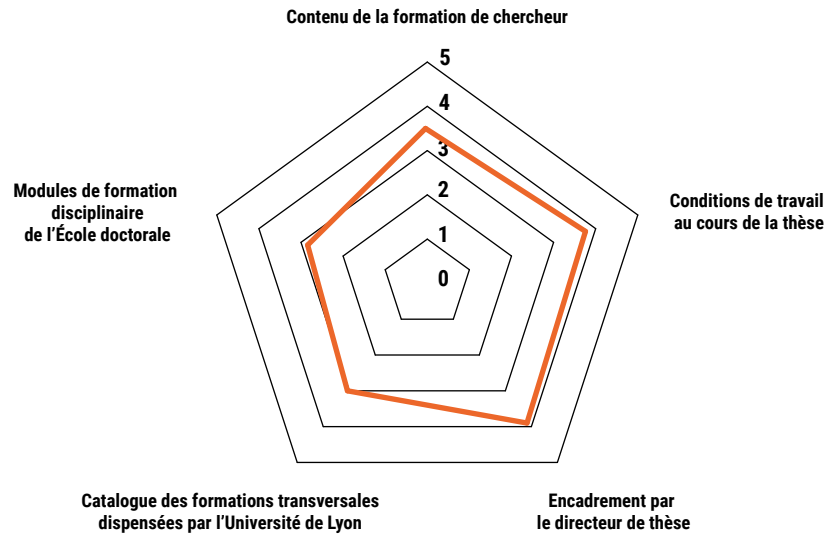 Contenu de la formation de chercheur
5
4
3
2
1
0
Modules de formation
disciplinaire
de l'École doctorale
Conditions de travail
au cours de la thèse
Catalogue des formations transversales
dispensées par l'Université de Lyon
Encadrement par
le directeur de thèse